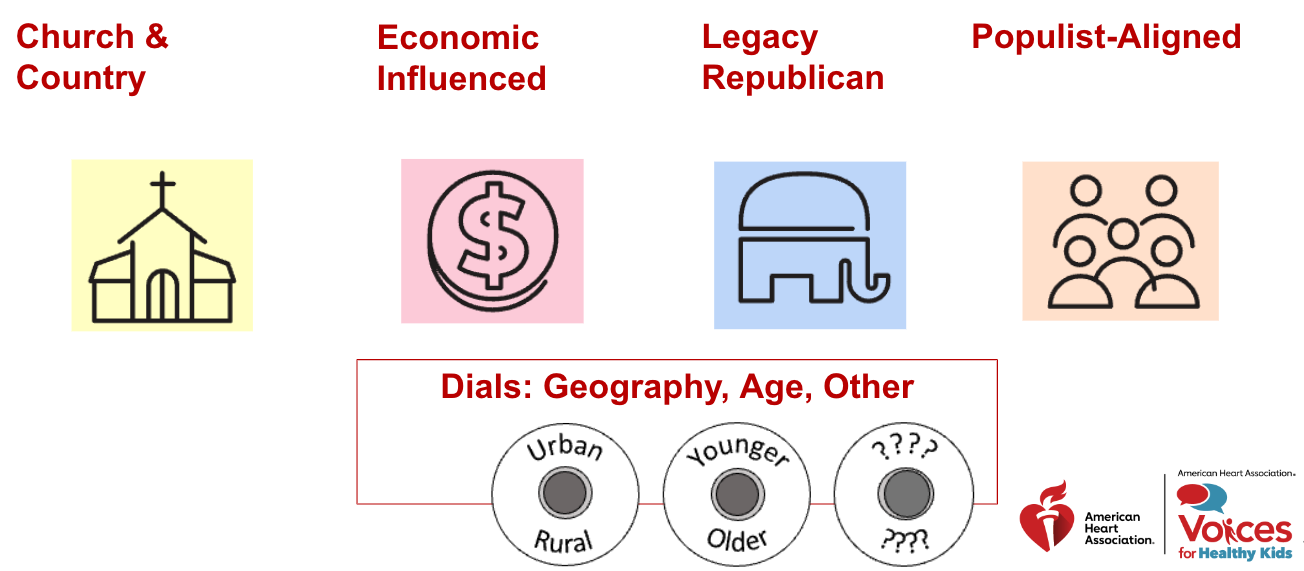 Church &
Country
Economic
Influenced
Legacy
Republican
Populist-Aligned
$
Dials: Geography, Age, Other
Urban
Rural
Younger
Older
????
????
American
Heart
Association.
American Heart Association.
Voices
for Healthy Kids